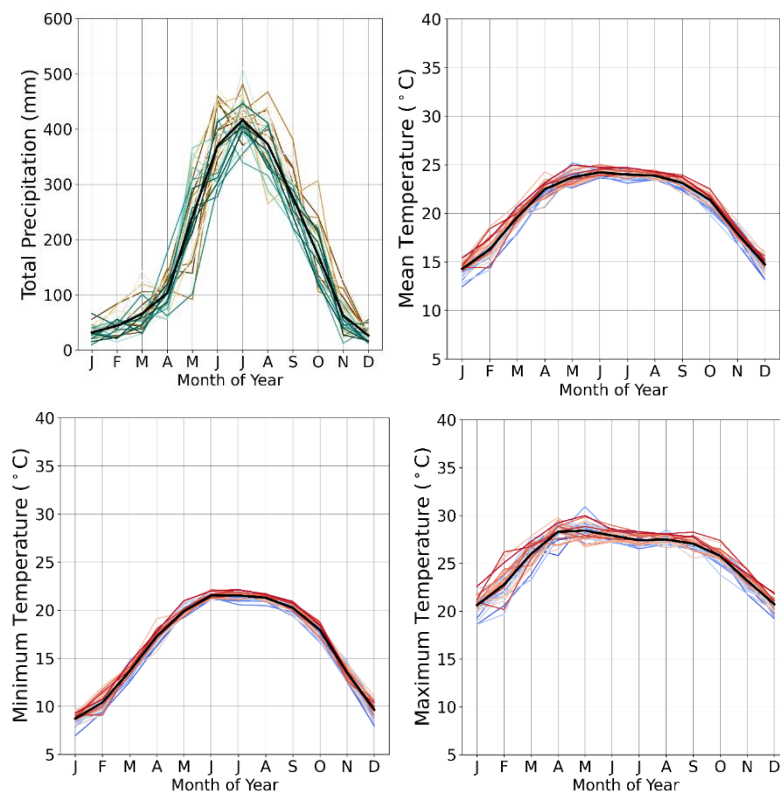 Total Precipitation (mm)
600
500
400
300
200
100
0
J F M A M J J A S O N D
Month of Year
Mean Temperature (°C)
40
35
30
25
20
15
10
5
J F M A M J J A S O N D
Month of Year
Minimum Temperature (°C)
40
35
30
25
20
15
10
5
J F M A M J J A S O N D
Month of Year
Maximum Temperature (°C)
40
35
30
25
20
15
10
5
J F M A M J J A S O N D
Month of Year